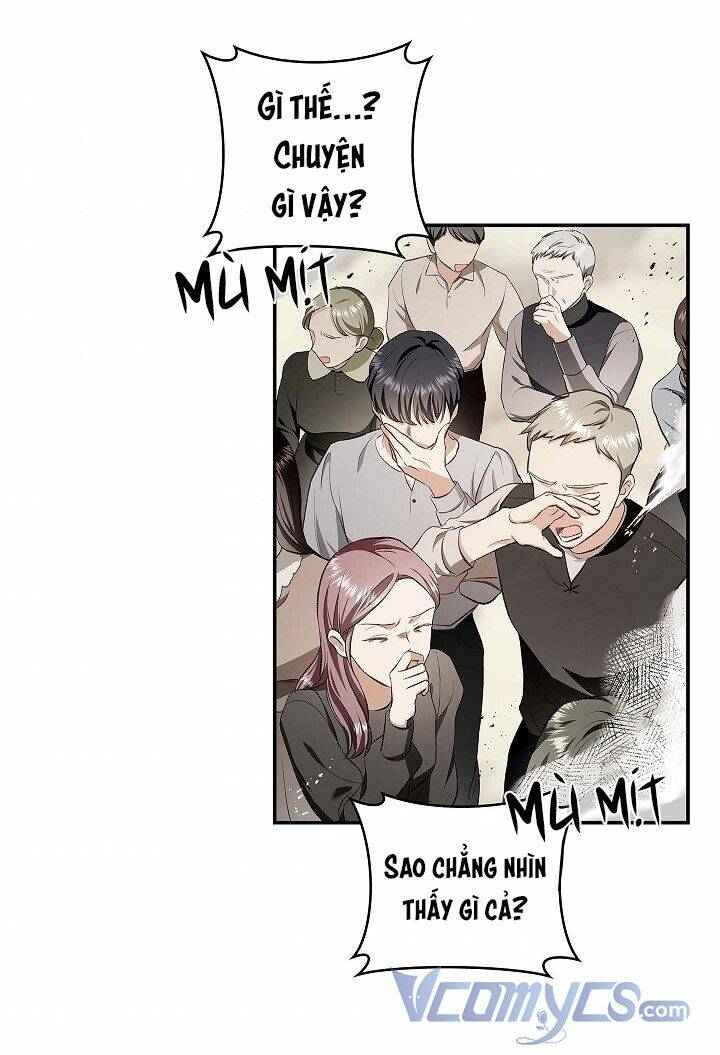 GÌ THẾ...?
CHUYỆN
GÌ VẬY?
MÙ MỊT
MÙ MỊT
SAO CHẲNG NHÌN
THẤY GÌ CẢ?
VCOMYCS.com